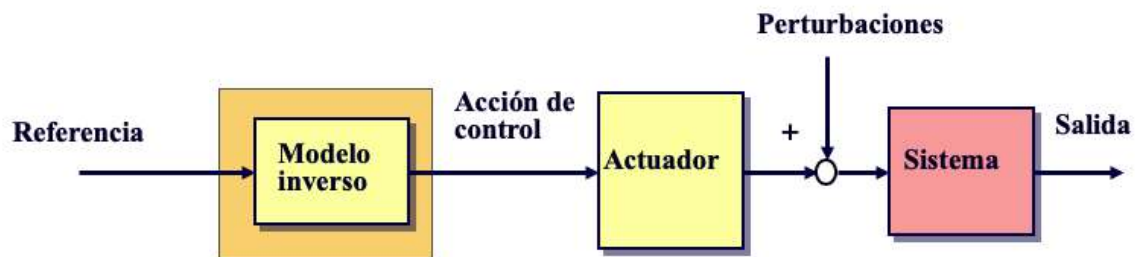 Perturbaciones
Referencia
Modelo
inverso
Acción de
control
Actuador
+
Sistema
Salida